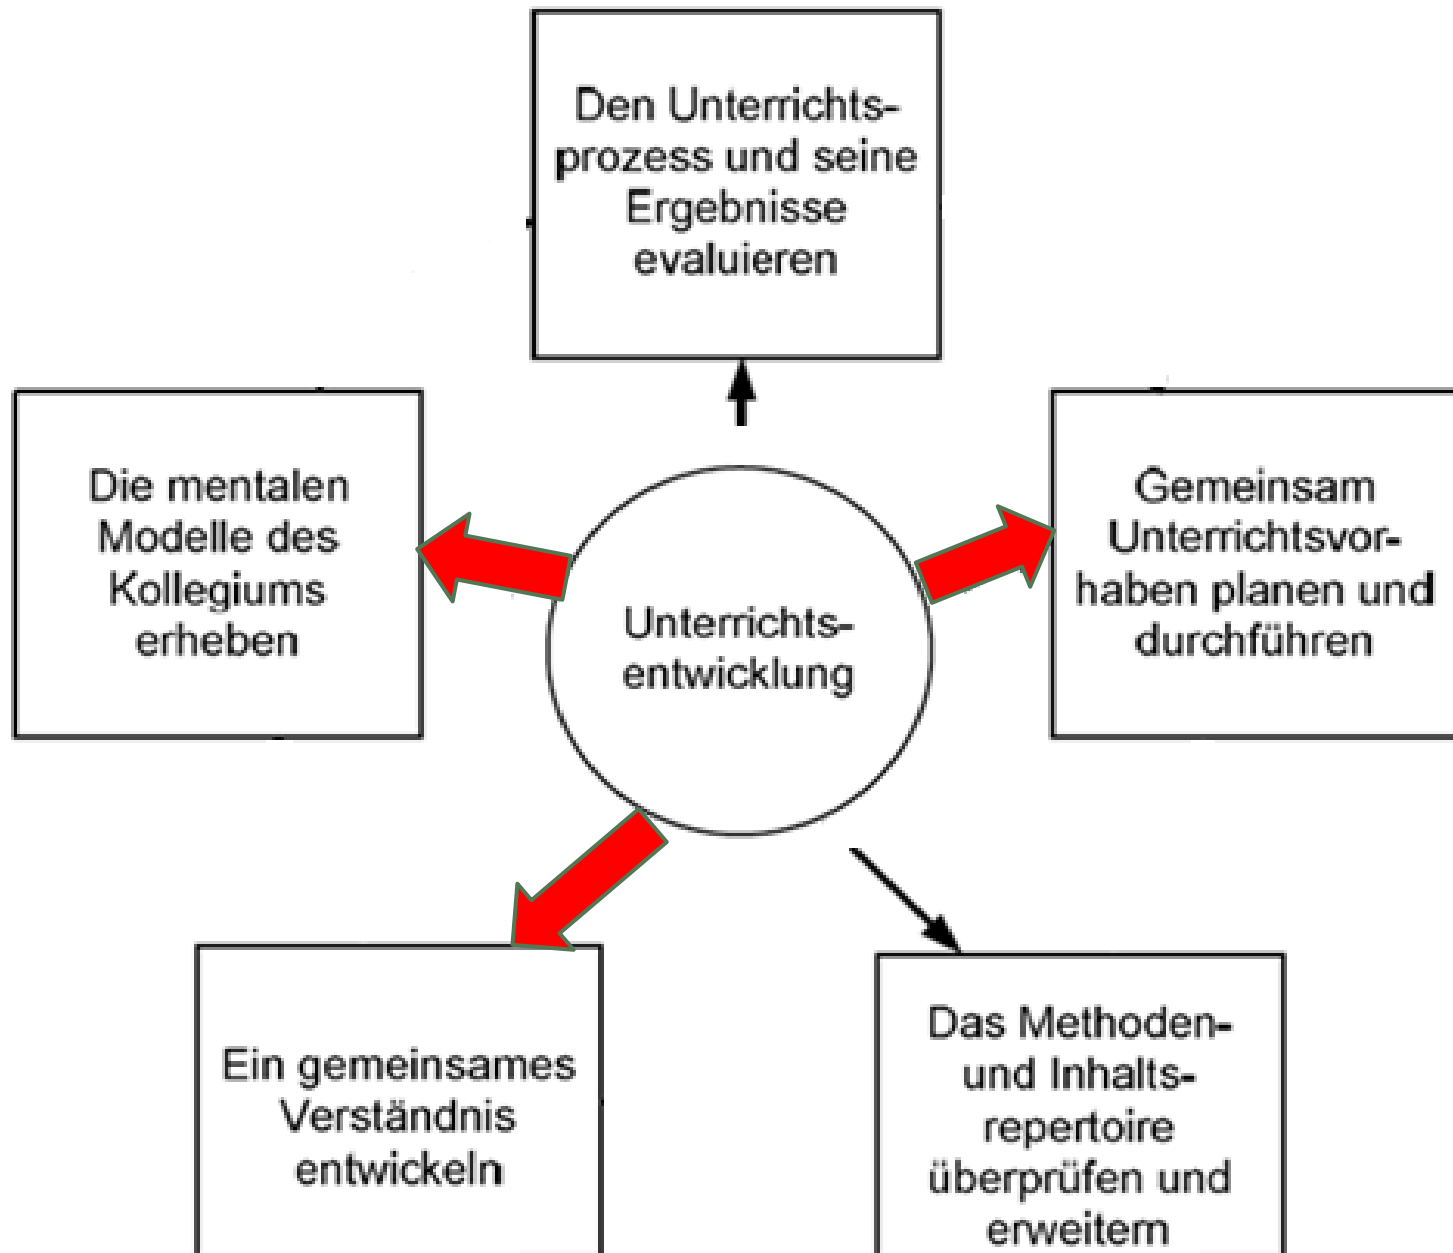 Den Unterrichts-
prozess und seine
Ergebnisse
evaluieren
Die mentalen
Modelle des
Kollegiums
erheben
Unterrichts-
entwicklung
Gemeinsam
Unterrichtsvor-
haben planen und
durchführen
Ein gemeinsames
Verständnis
entwickeln
Das Methoden-
und Inhalts-
repertoire
überprüfen und
erweitern